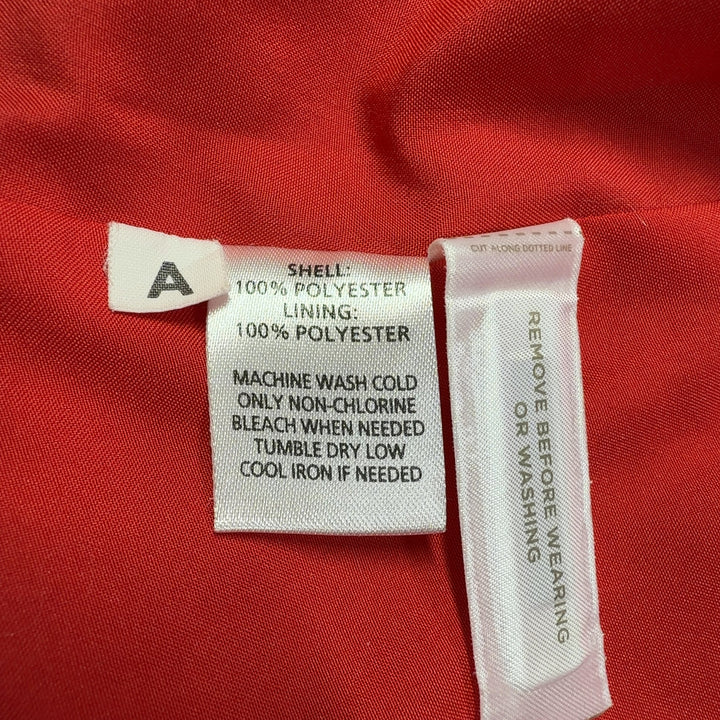 A
SHELL:
100% POLYESTER
LINING:
100% POLYESTER
MACHINE WASH COLD
ONLY NON-CHLORINE
BLEACH WHEN NEEDED
TUMBLE DRY LOW
COOL IRON IF NEEDED
CUT ALONG DOTTED LINE
REMOVE BEFORE WEARING
OR WASHING